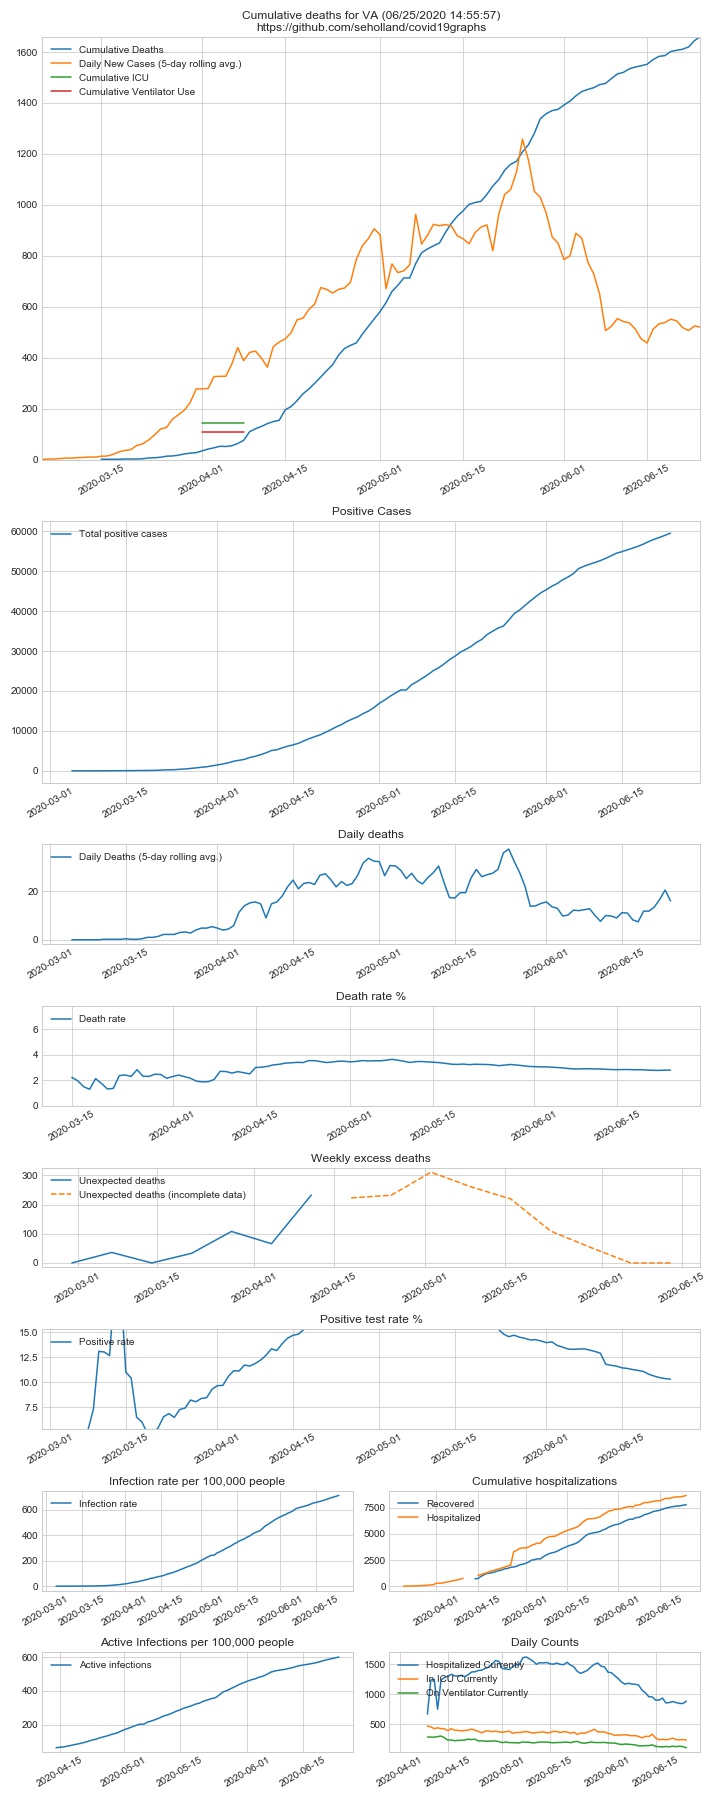 Cumulative deaths for VA (06/25/2020 14:55:57)
https://github.com/seholland/covid19graphs
Cumulative Deaths
Daily New Cases (5-day rolling avg.)
Cumulative ICU
Cumulative Ventilator Use
1600
1400
1200
1000
800
600
400
200
0
2020-03-15 2020-04-01 2020-04-15 2020-05-01 2020-05-15 2020-06-01 2020-06-15
Positive Cases
Total positive cases
60000
50000
40000
30000
20000
10000
0
2020-03-01 2020-03-15 2020-04-01 2020-04-15 2020-05-01 2020-05-15 2020-06-01 2020-06-15
Daily deaths
Daily Deaths (5-day rolling avg.)
20
0
2020-03-01 2020-03-15 2020-04-01 2020-04-15 2020-05-01 2020-05-15 2020-06-01 2020-06-15
Death rate %
Death rate
6
4
2
0
2020-03-15 2020-04-01 2020-04-15 2020-05-01 2020-05-15 2020-06-01 2020-06-15
Weekly excess deaths
Unexpected deaths
Unexpected deaths (incomplete data)
300
200
100
0
2020-03-01 2020-03-15 2020-04-01 2020-04-15 2020-05-01 2020-05-15 2020-06-01 2020-06-15
Positive test rate %
Positive rate
15.0
12.5
10.0
7.5
2020-03-01 2020-03-15 2020-04-01 2020-04-15 2020-05-01 2020-05-15 2020-06-01 2020-06-15
Infection rate per 100,000 people
Infection rate
600
400
200
0
2020-03-01 2020-03-15 2020-04-01 2020-04-15 2020-05-01 2020-05-15 2020-06-01 2020-06-15
Cumulative hospitalizations
Recovered
Hospitalized
7500
5000
2500
0
2020-04-01 2020-04-15 2020-05-01 2020-05-15 2020-06-01 2020-06-15
Active Infections per 100,000 people
Active infections
600
400
200
2020-04-15 2020-05-01 2020-05-15 2020-06-01 2020-06-15
Daily Counts
Hospitalized Currently
In ICU Currently
On Ventilator Currently
1500
1000
500
2020-04-01 2020-04-15 2020-05-01 2020-05-15 2020-06-01 2020-06-15